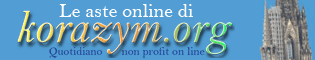 Le aste online di
korazym.org
Quotidiano non profit on line